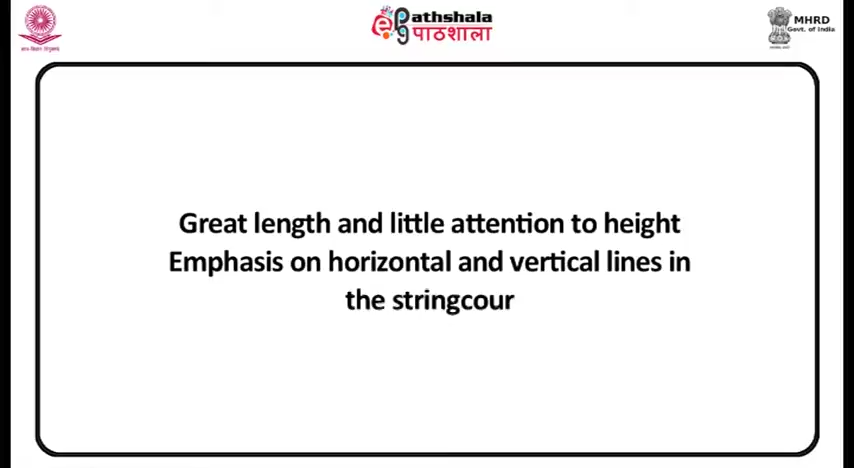 ePathshala
पाठशाला
MHRD
Govt. of India
Great length and little attention to height
Emphasis on horizontal and vertical lines in
the stringcour